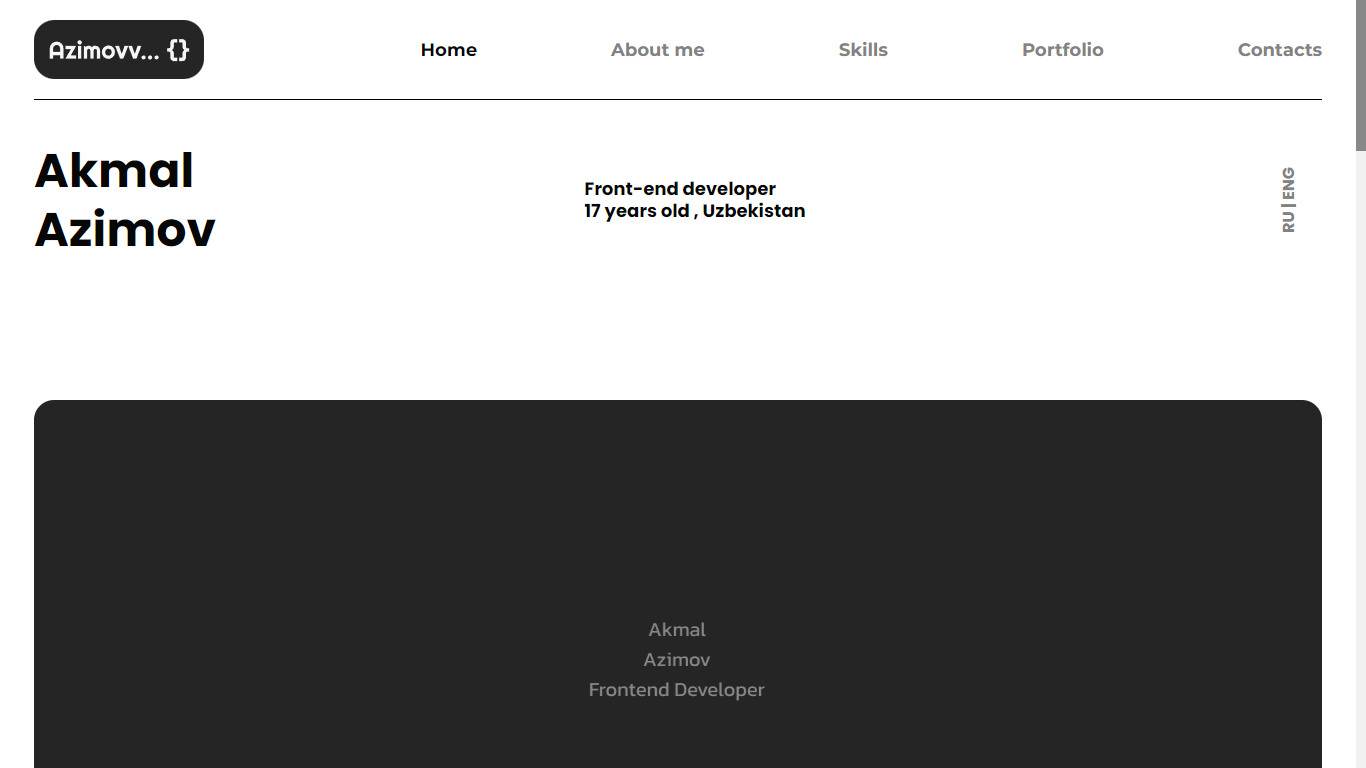 Azimovv... {}
Home
About me
Skills
Portfolio
Contacts
Akmal
Azimov
Front-end developer
17 years old , Uzbekistan
RU | ENG
Akmal
Azimov
Frontend Developer